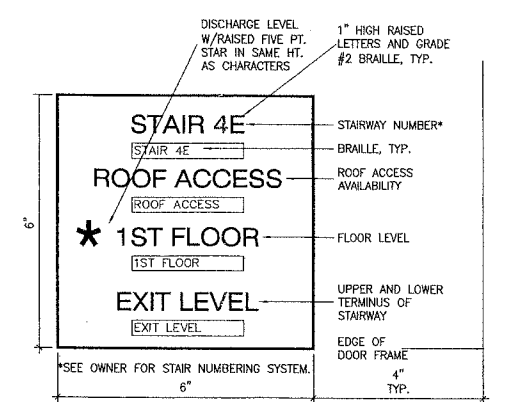 DISCHARGE LEVEL
W/RAISED FIVE PT.
STAR IN SAME HT.
AS CHARACTERS
1" HIGH RAISED
LETTERS AND GRADE
#2 BRAILLE, TYP.
STAIR 4E
STAIRWAY NUMBER*
STAIR 4E
BRAILLE, TYP.
ROOF ACCESS
ROOF ACCESS
AVAILABILITY
ROOF ACCESS
* 1ST FLOOR
FLOOR LEVEL
1ST FLOOR
6"
EXIT LEVEL
UPPER AND LOWER
TERMINUS OF
STAIRWAY
EXIT LEVEL
EDGE OF
DOOR FRAME
*SEE OWNER FOR STAIR NUMBERING SYSTEM.
6"
4"
TYP.